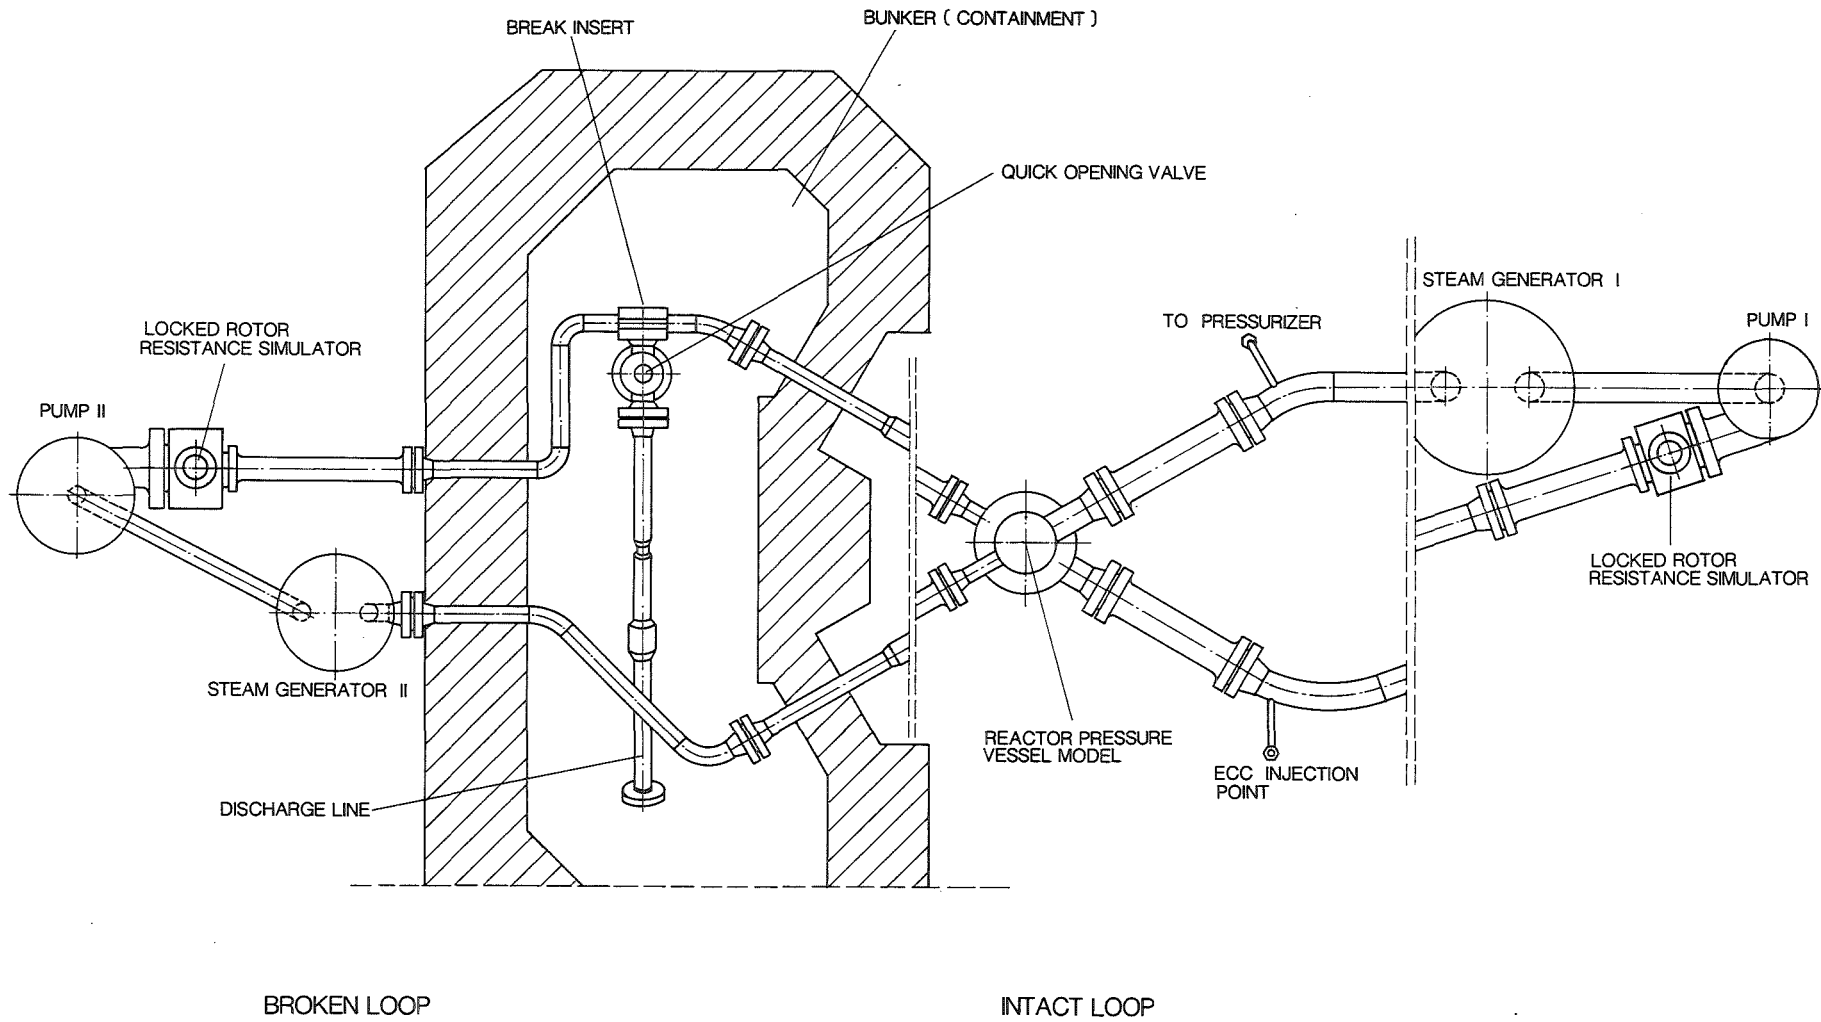 BREAK INSERT
BUNKER ( CONTAINMENT )
QUICK OPENING VALVE
STEAM GENERATOR I
TO PRESSURIZER
PUMP I
LOCKED ROTOR
RESISTANCE SIMULATOR
PUMP II
LOCKED ROTOR
RESISTANCE SIMULATOR
STEAM GENERATOR II
REACTOR PRESSURE
VESSEL MODEL
ECC INJECTION
POINT
DISCHARGE LINE
BROKEN LOOP
INTACT LOOP